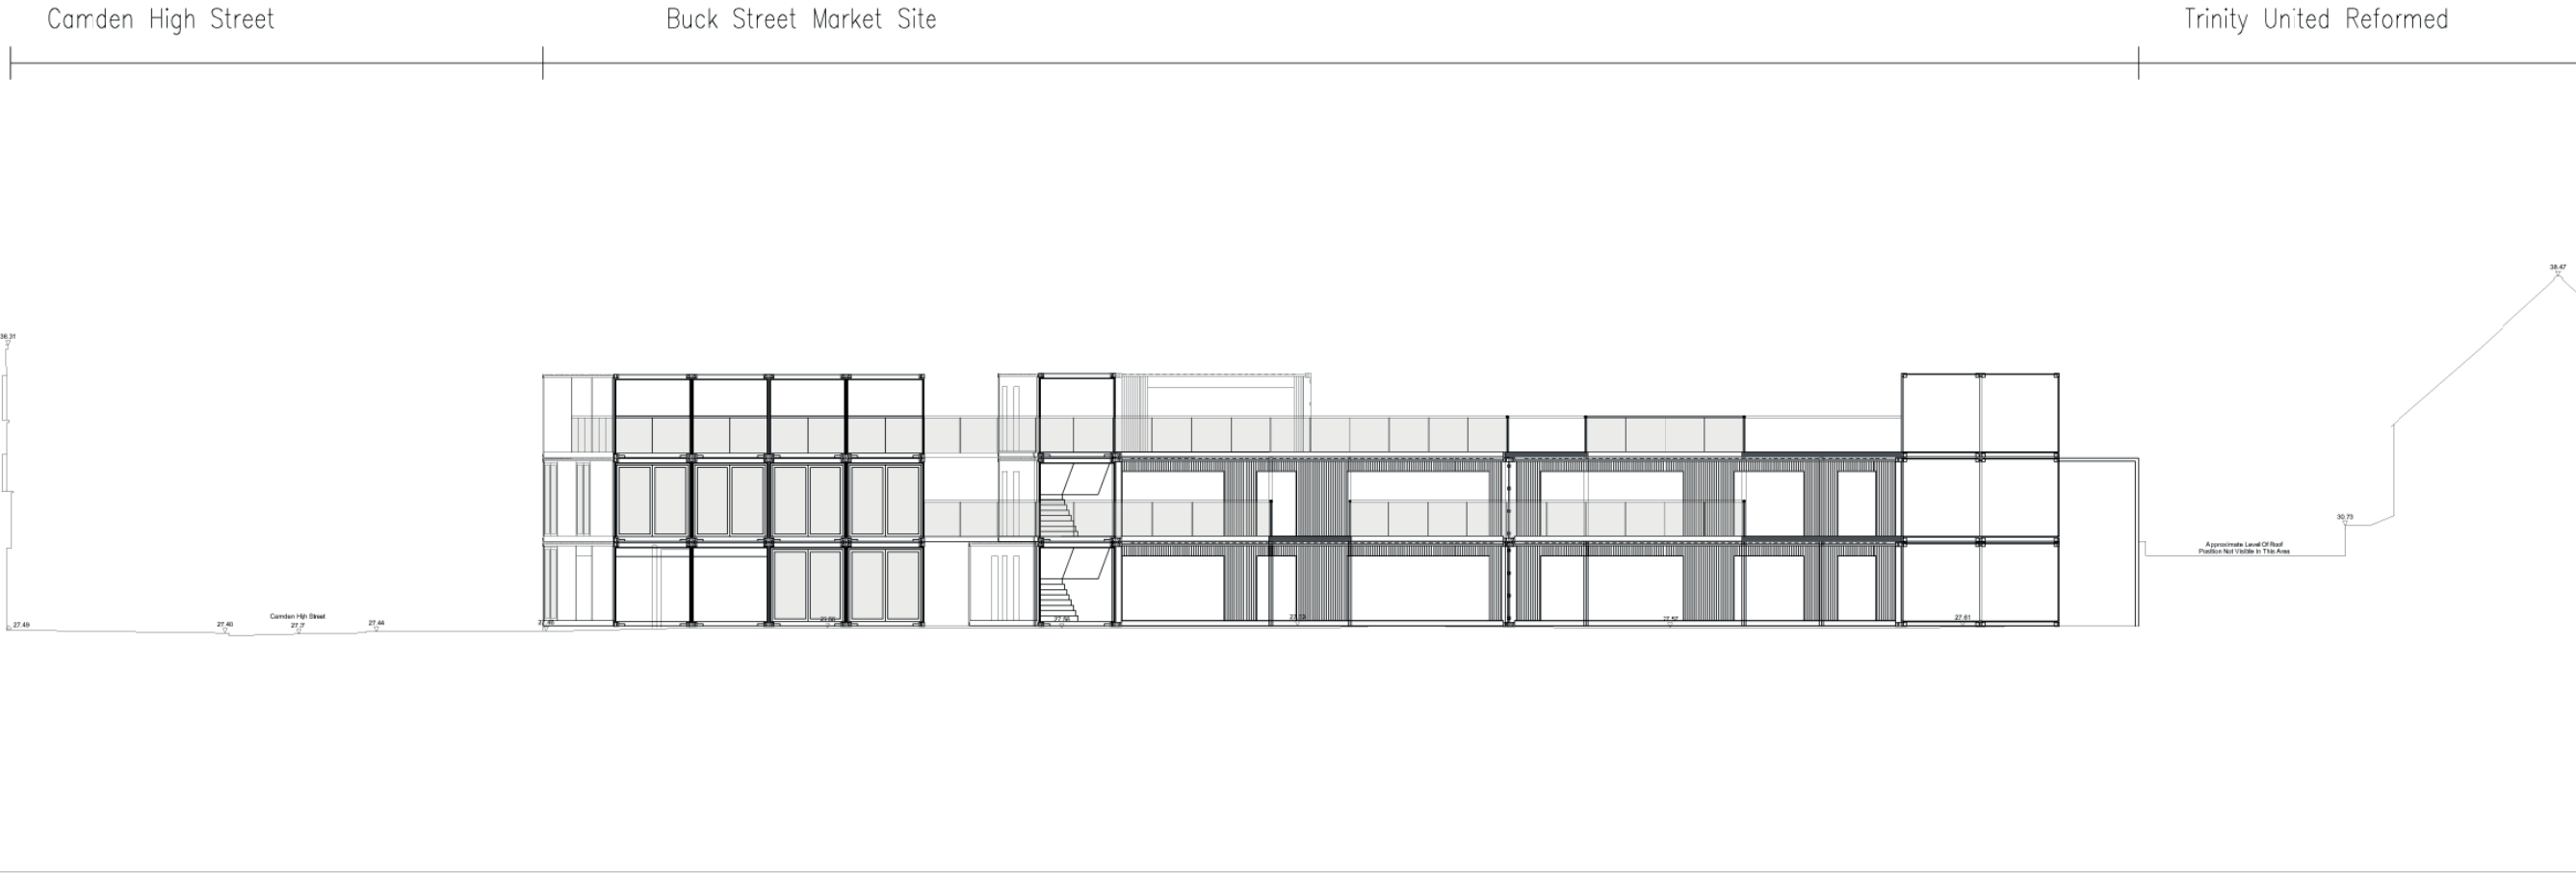 Camden High Street
Buck Street Market Site
Trinity United Reformed
38.47
36.31
30.73
Approximate Level Of Roof
Position Not Visible In This Area
Camden High Street
27.49
27.40
27.44
27.56
27.57
27.61